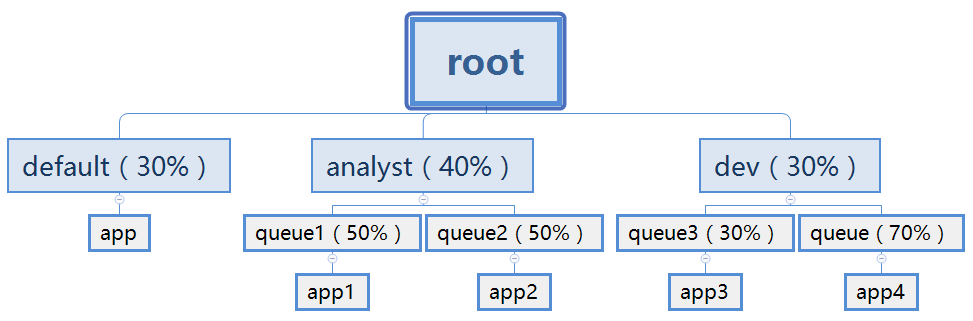 root
default（30%）
analyst（40%）
dev（30%）
app
queue1（50%）
queue2（50%）
queue3（30%）
queue（70%）
app1
app2
app3
app4